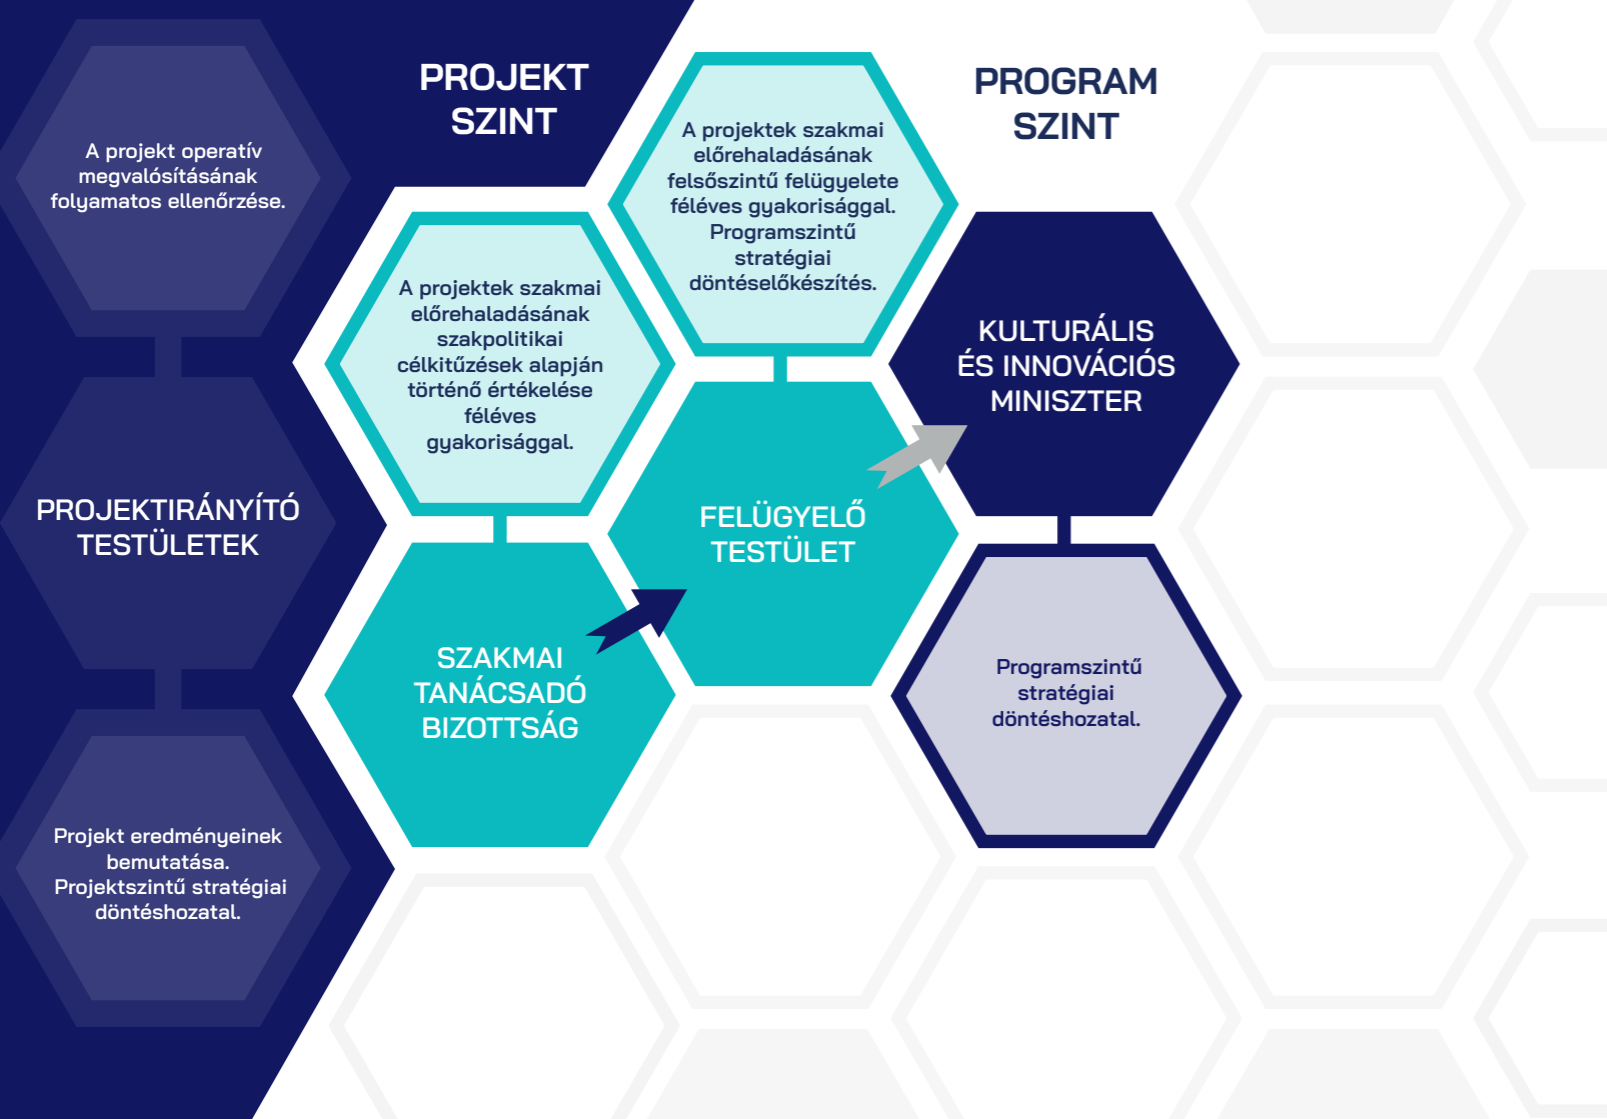 PROJEKT
SZINT
A projekt operatív
megvalósításának
folyamatos ellenőrzése.
PROJEKTIRÁNYÍTÓ
TESTÜLETEK
Projekt eredményeinek
bemutatása.
Projektszintű stratégiai
döntéshozatal.
PROGRAM
SZINT
A projektek szakmai
előrehaladásának
szakpolitikai
célkitűzések alapján
történő értékelése
féléves
gyakorisággal.
SZAKMAI
TANÁCSADÓ
BIZOTTSÁG
A projektek szakmai
előrehaladásának
felsőszintű felügyelete
féléves gyakorisággal.
Programszintű
stratégiai
döntéselőkészítés.
FELÜGYELŐ
TESTÜLET
KULTURÁLIS
ÉS INNOVÁCIÓS
MINISZTER
Programszintű
stratégiai
döntéshozatal.